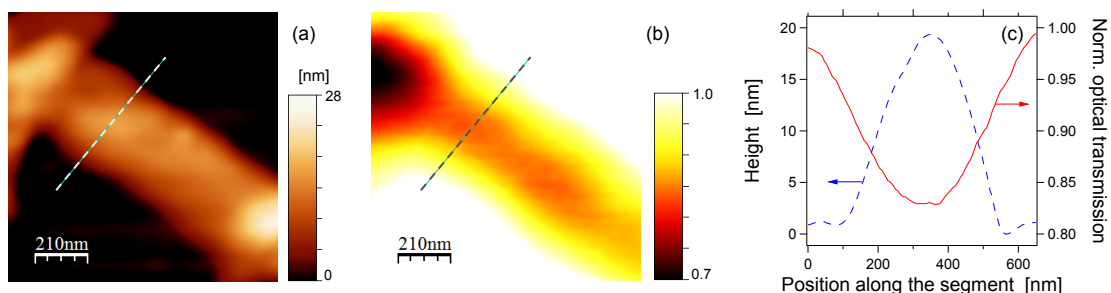 (a)
[nm]
28
0
210nm
(b)
1.0
0.7
210nm
(c)
20
15
10
5
0
Height [nm]
1.00
0.95
0.90
0.85
0.80
Norm. optical transmission
0 200 400 600
Position along the segment [nm]